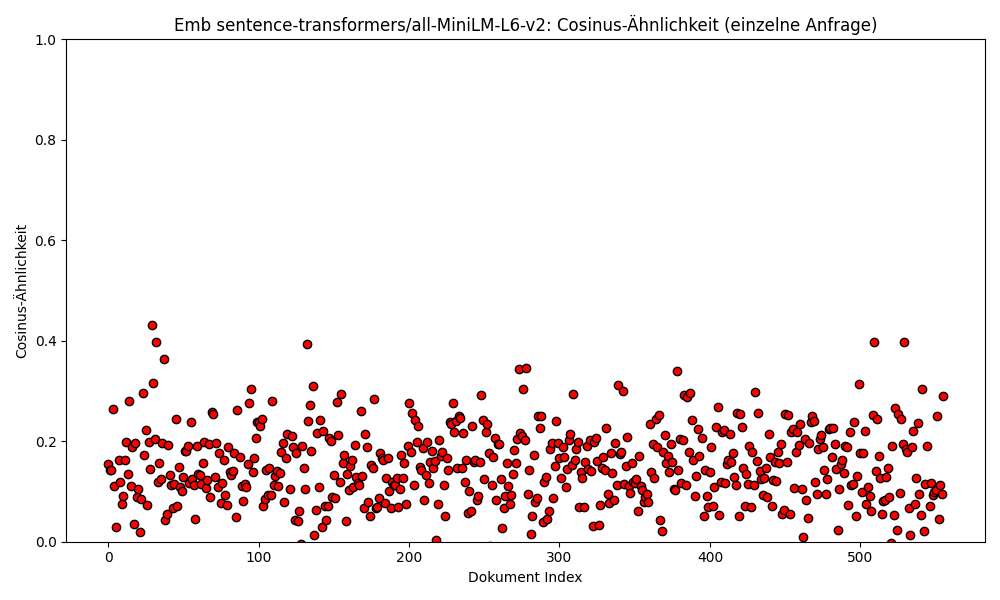 Emb sentence-transformers/all-MiniLM-L6-v2: Cosinus-Ähnlichkeit (einzelne Anfrage)
1.0
0.8
0.6
0.4
0.2
0.0
Cosinus-Ähnlichkeit
0 100 200 300 400 500
Dokument Index